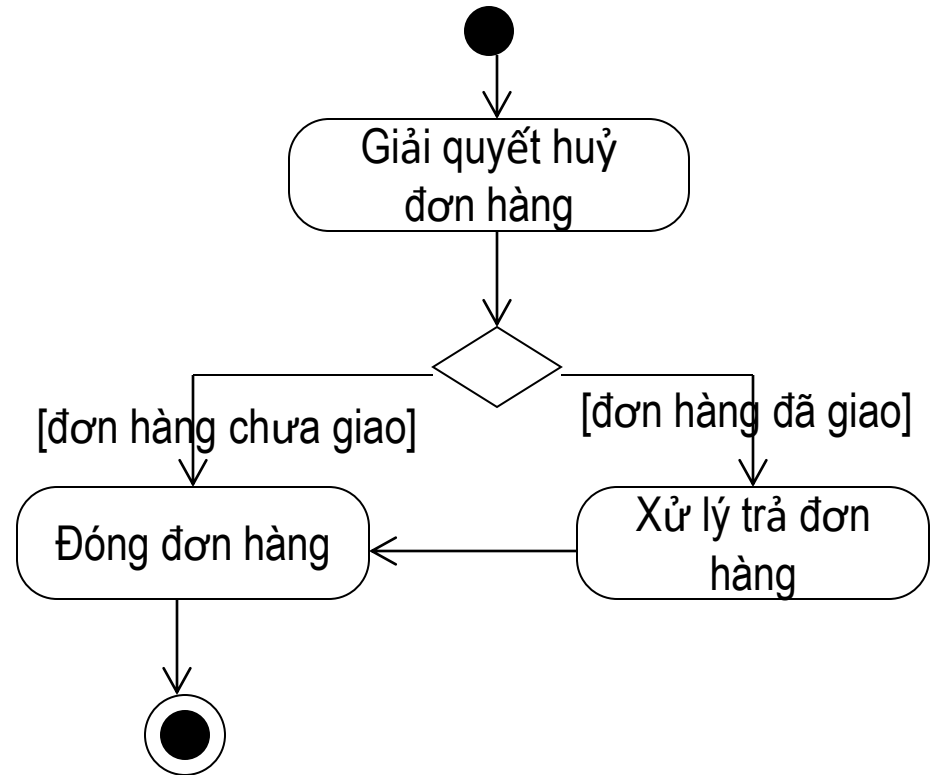 Giải quyết huỷ
đơn hàng
[đơn hàng chưa giao]
[đơn hàng đã giao]
Đóng đơn hàng
Xử lý trả đơn
hàng